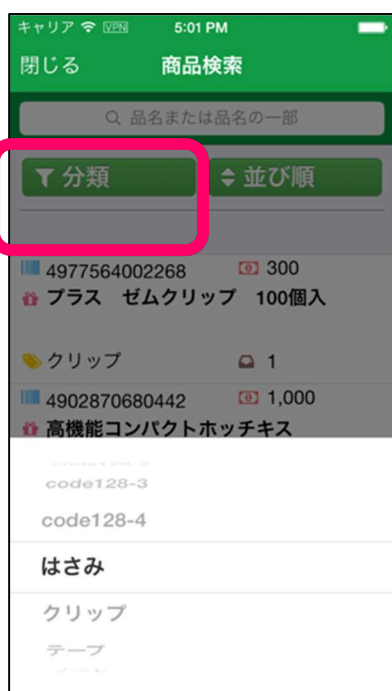 キャリア VPN 5:01 PM
閉じる 商品検索
品名または品名の一部
分類 並び順
4977564002268 300
プラス ゼムクリップ 100個入
クリップ 1
4902870680442 1,000
高機能コンパクトホッチキス
code128-3
code128-4
はさみ
クリップ
テープ